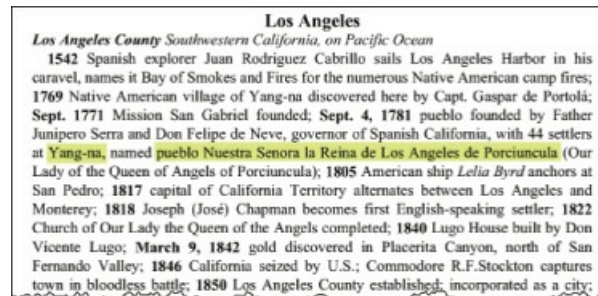 Los Angeles
Los Angeles County Southwestern California, on Pacific Ocean
1542 Spanish explorer Juan Rodriguez Cabrillo sails Los Angeles Harbor in his
caravel, names it Bay of Smokes and Fires for the numerous Native American camp fires;
1769 Native American village of Yang-na discovered here by Capt. Gaspar de Portolá;
Sept. 1771 Mission San Gabriel founded; Sept. 4, 1781 pueblo founded by Father
Junipero Serra and Don Felipe de Neve, governor of Spanish California, with 44 settlers
at Yang-na, named pueblo Nuestra Senora la Reina de Los Angeles de Porciuncula (Our
Lady of the Queen of Angels of Porciuncula); 1805 American ship Lelia Byrd anchors at
San Pedro; 1817 capital of California Territory alternates between Los Angeles and
Monterey; 1818 Joseph (José) Chapman becomes first English-speaking settler; 1822
Church of Our Lady the Queen of the Angels completed; 1840 Lugo House built by Don
Vicente Lugo; March 9, 1842 gold discovered in Placerita Canyon, north of San
Fernando Valley; 1846 California seized by U.S.; Commodore R.F.Stockton captures
town in bloodless battle; 1850 Los Angeles County established; incorporated as a city;